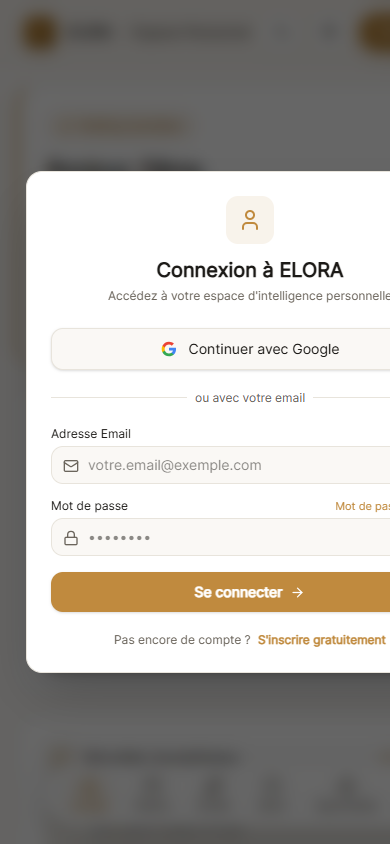 Connexion à ELORA
Accédez à votre espace d'intelligence personnelle
Continuer avec Google
ou avec votre email
Adresse Email
votre.email@exemple.com
Mot de passe
Mot de pas
••••••••
Se connecter →
Pas encore de compte ? S'inscrire gratuitement